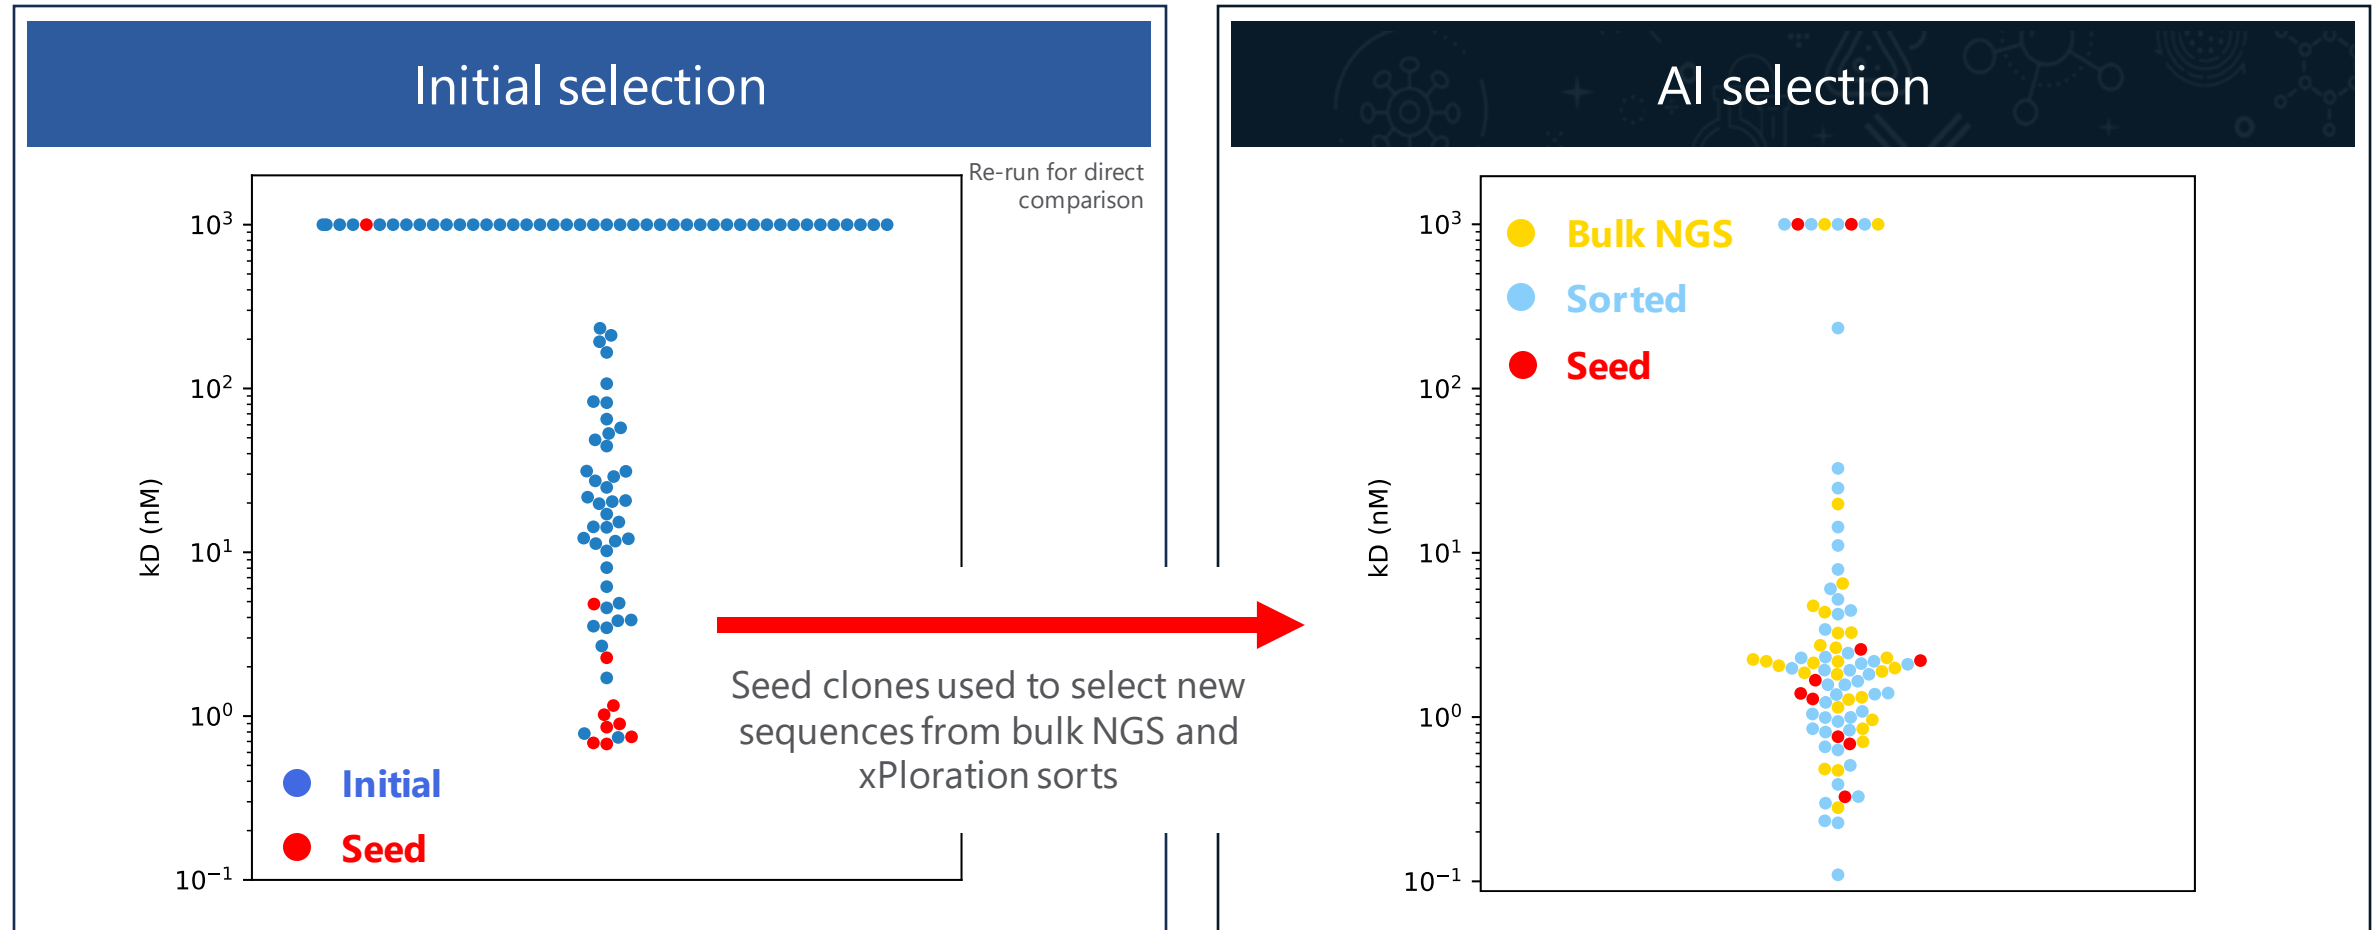 Initial selection
Re-run for direct
comparison
10³
10²
10¹
10⁰
10⁻¹
kD (nM)
Initial
Seed
Seed clones used to select new
sequences from bulk NGS and
xPloration sorts
AI selection
Bulk NGS
Sorted
Seed
10³
10²
10¹
10⁰
10⁻¹
kD (nM)